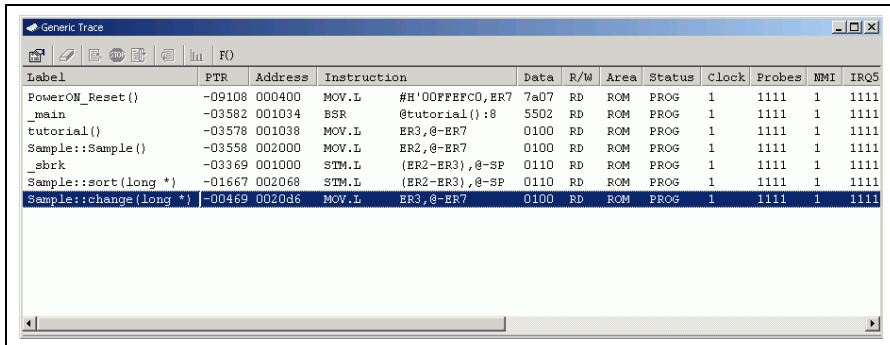 Generic Trace
STOP F()
Label PTR Address Instruction Data R/W Area Status Clock Probes NMI IRQ5
PowerON_Reset() -09108 000400 MOV.L #H'00FFEFC0,ER7 7a07 RD ROM PROG 1 1111 1 1111
_main -03582 001034 BSR @tutorial():8 5502 RD ROM PROG 1 1111 1 1111
tutorial() -03578 001038 MOV.L ER3,@-ER7 0100 RD ROM PROG 1 1111 1 1111
Sample::Sample() -03558 002000 MOV.L ER2,@-ER7 0100 RD ROM PROG 1 1111 1 1111
_sbrk -03369 001000 STM.L (ER2-ER3),@-SP 0110 RD ROM PROG 1 1111 1 1111
Sample::sort(long *) -01667 002068 STM.L (ER2-ER3),@-SP 0110 RD ROM PROG 1 1111 1 1111
Sample::change(long *) -00469 0020d6 MOV.L ER3,@-ER7 0100 RD ROM PROG 1 1111 1 1111